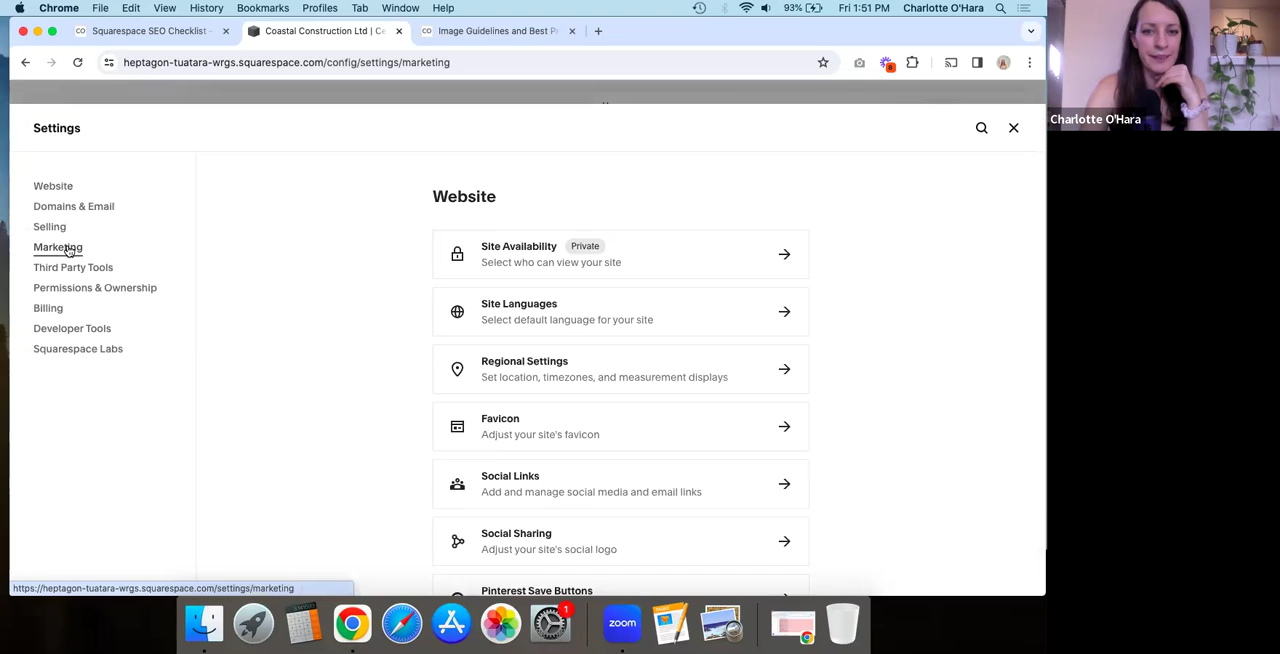 Chrome File Edit View History Bookmarks Profiles Tab Window Help 93% Fri 1:51 PM Charlotte O'Hara
CO Squarespace SEO Checklist - Coastal Construction Ltd | Ce CO Image Guidelines and Best P
heptagon-tuatara-wrgs.squarespace.com/config/settings/marketing
8
Charlotte O'Hara
Settings
Website
Domains & Email
Selling
Marketing
Third Party Tools
Permissions & Ownership
Billing
Developer Tools
Squarespace Labs
Website
Site Availability Private
Select who can view your site
Site Languages
Select default language for your site
Regional Settings
Set location, timezones, and measurement displays
Favicon
Adjust your site's favicon
Social Links
Add and manage social media and email links
Social Sharing
Adjust your site's social logo
Pinterest Save Buttons
https://heptagon-tuatara-wrgs.squarespace.com/settings/marketing
1
zoom